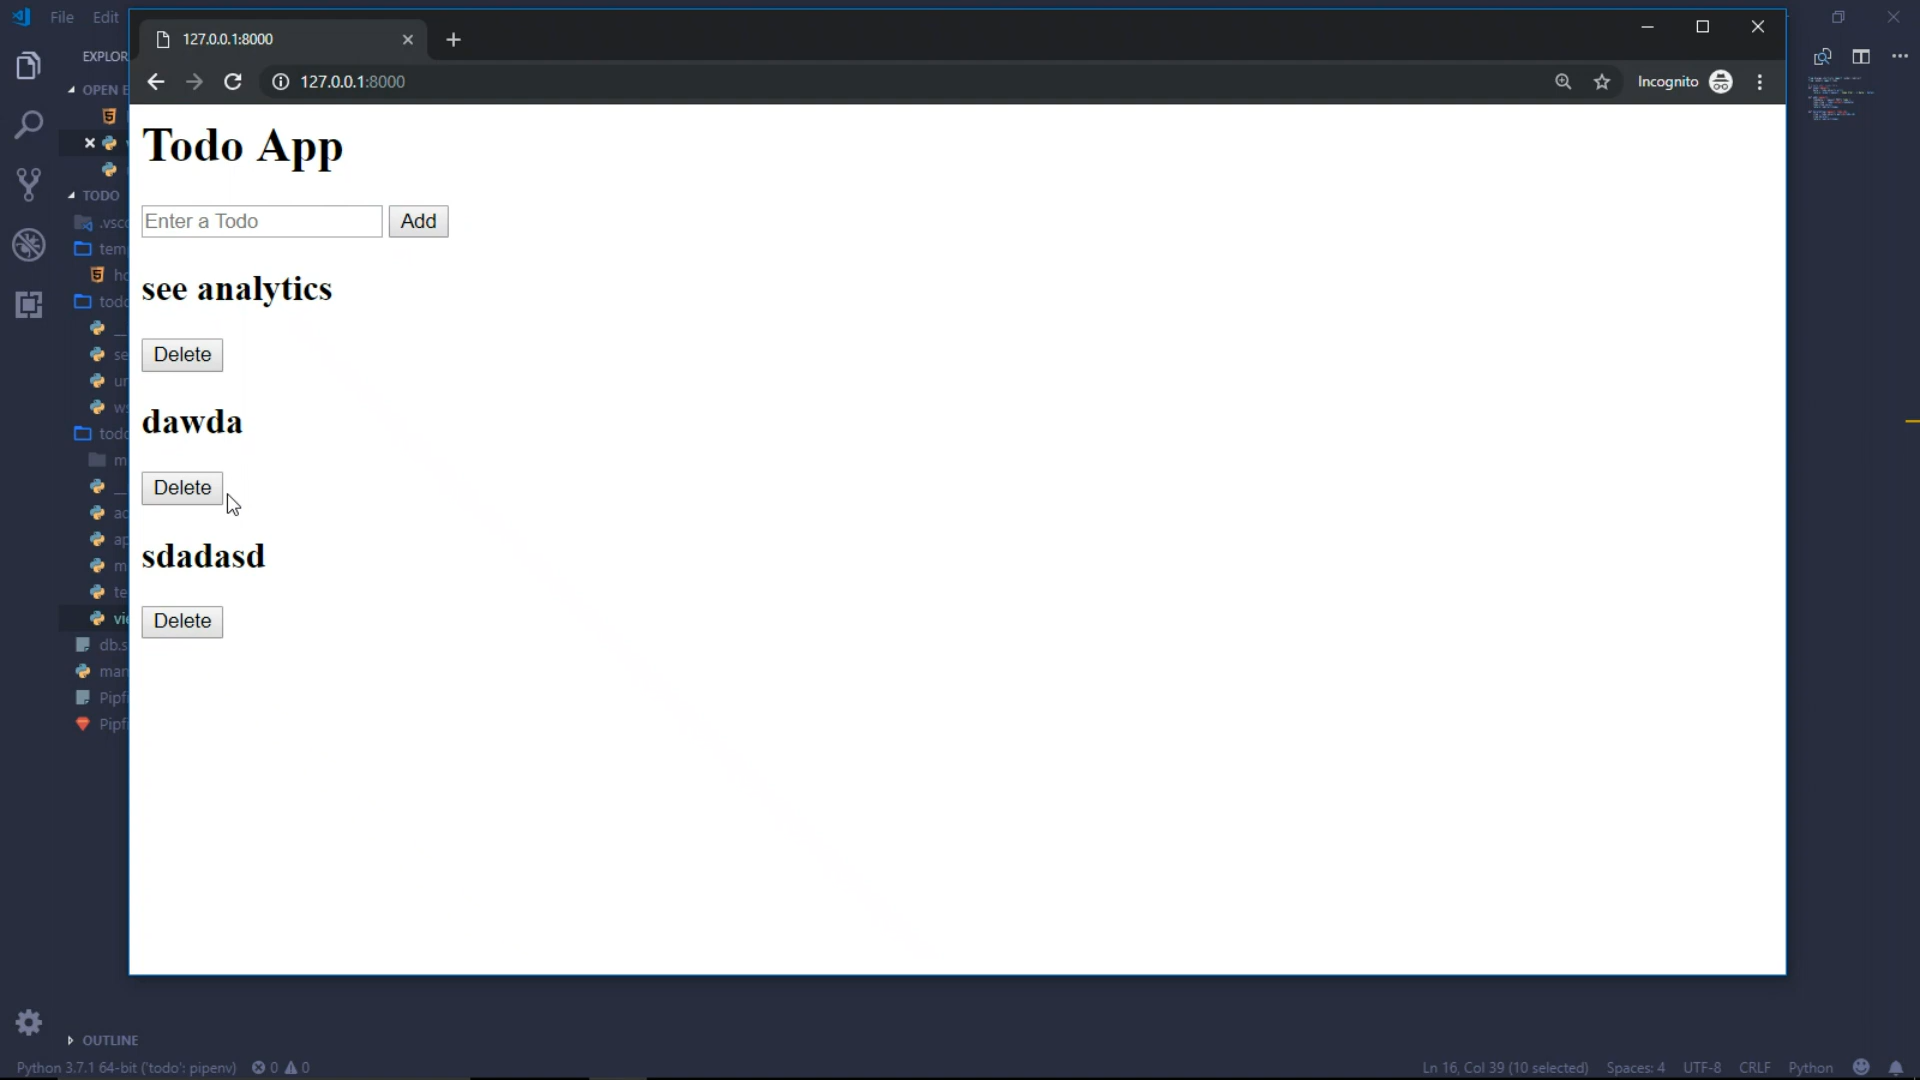 File Edit
127.0.0.1:8000
127.0.0.1:8000
Incognito
Todo App
Enter a Todo
Add
see analytics
Delete
dawda
Delete
sdadasd
Delete
TODO
OUTLINE
Python 3.7.1 64-bit ('todo': pipenv) 0 0
Ln 16, Col 39 (10 selected) Spaces: 4 UTF-8 CRLF Python